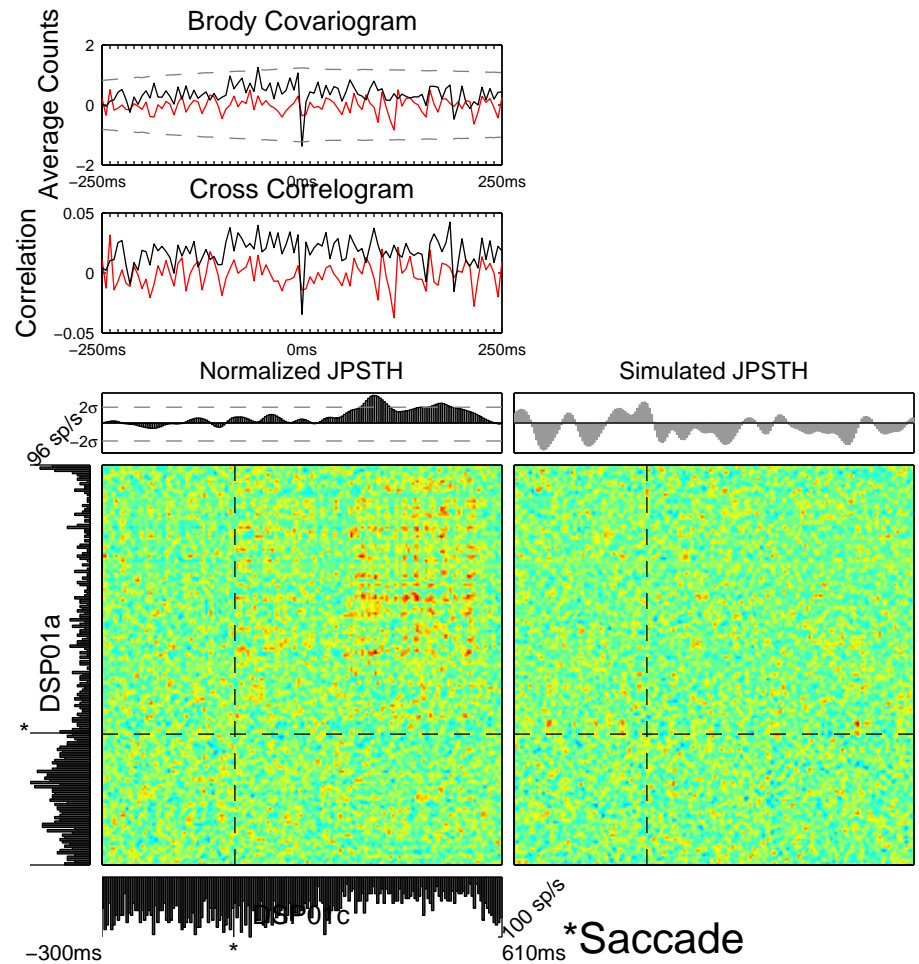 Brody Covariogram
Average Counts
2
0
−2
−250ms
0ms
250ms
Cross Correlogram
Correlation
0.05
0
−0.05
−250ms
0ms
250ms
Normalized JPSTH
Simulated JPSTH
2σ
−2σ
96 sp/s
DSP01a
*
DSP01c
100 sp/s
−300ms
*
610ms
*Saccade